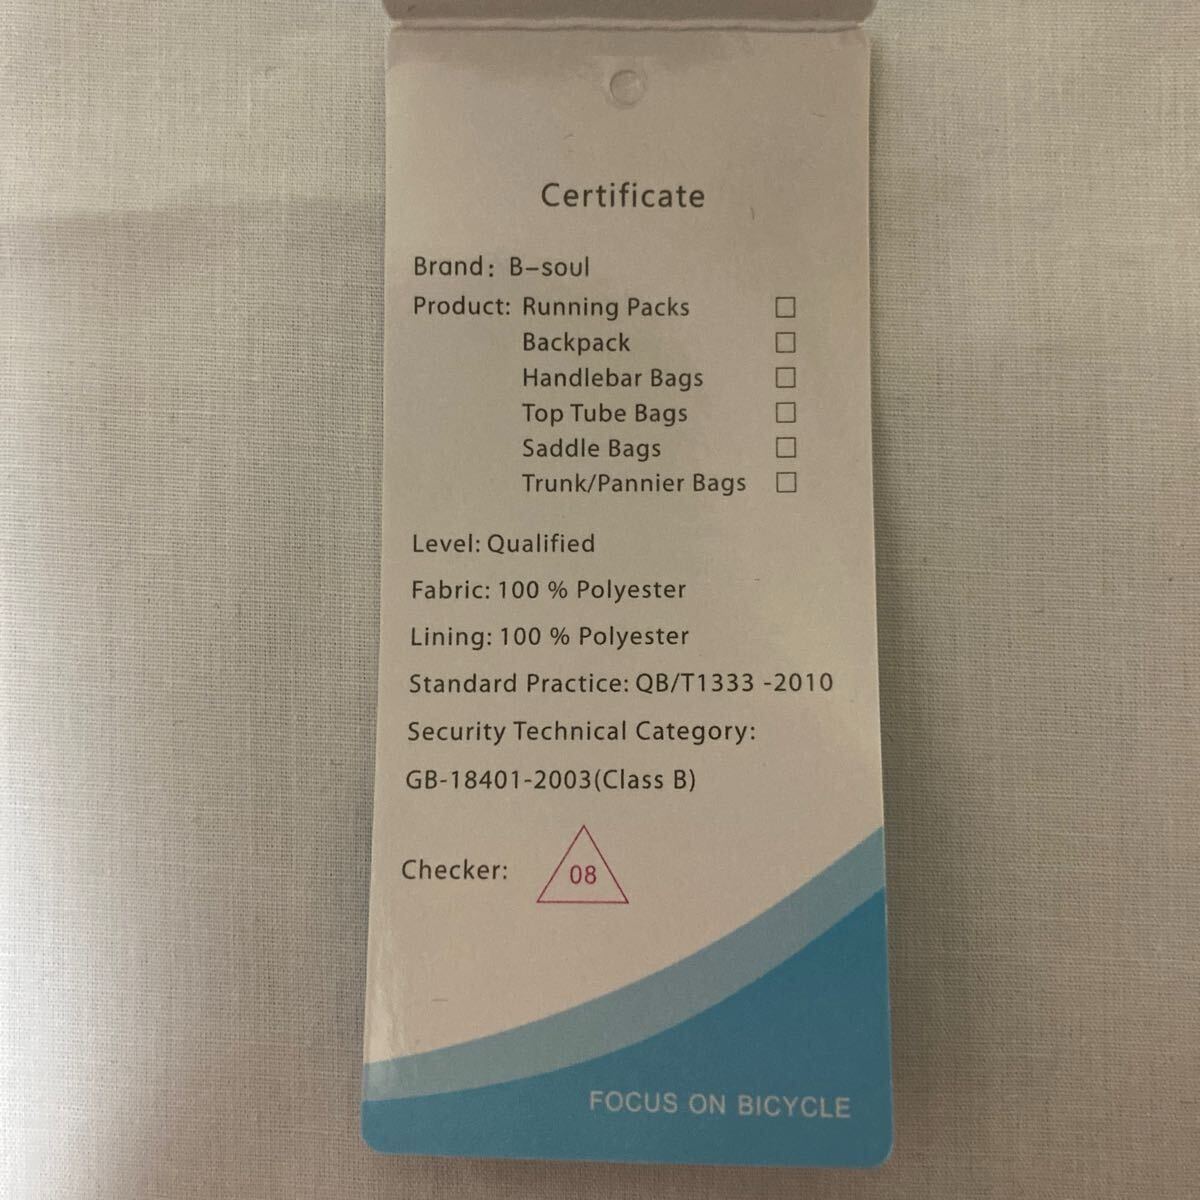 Certificate
Brand: B-soul
Product: Running Packs □
Backpack □
Handlebar Bags □
Top Tube Bags □
Saddle Bags □
Trunk/Pannier Bags □
Level: Qualified
Fabric: 100 % Polyester
Lining: 100 % Polyester
Standard Practice: QB/T1333 -2010
Security Technical Category:
GB-18401-2003(Class B)
Checker: 08
FOCUS ON BICYCLE